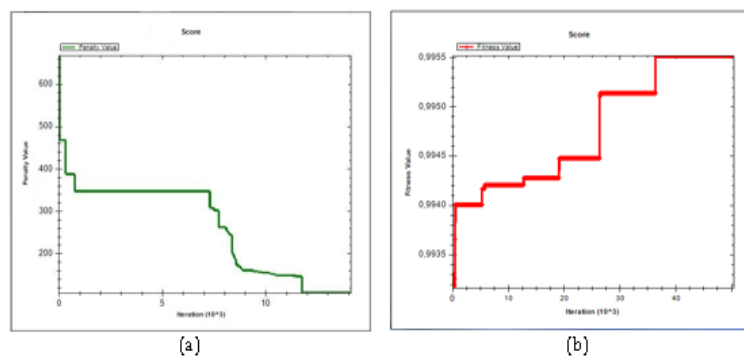 Score
Penalty Value
600
500
400
300
200
Penalty Value
0
5
10
Iteration (10^3)
(a)
Score
Fitness Value
0,9955
0,9950
0,9945
0,9940
0,9935
Fitness Value
0
10
20
30
40
Iteration (10^3)
(b)